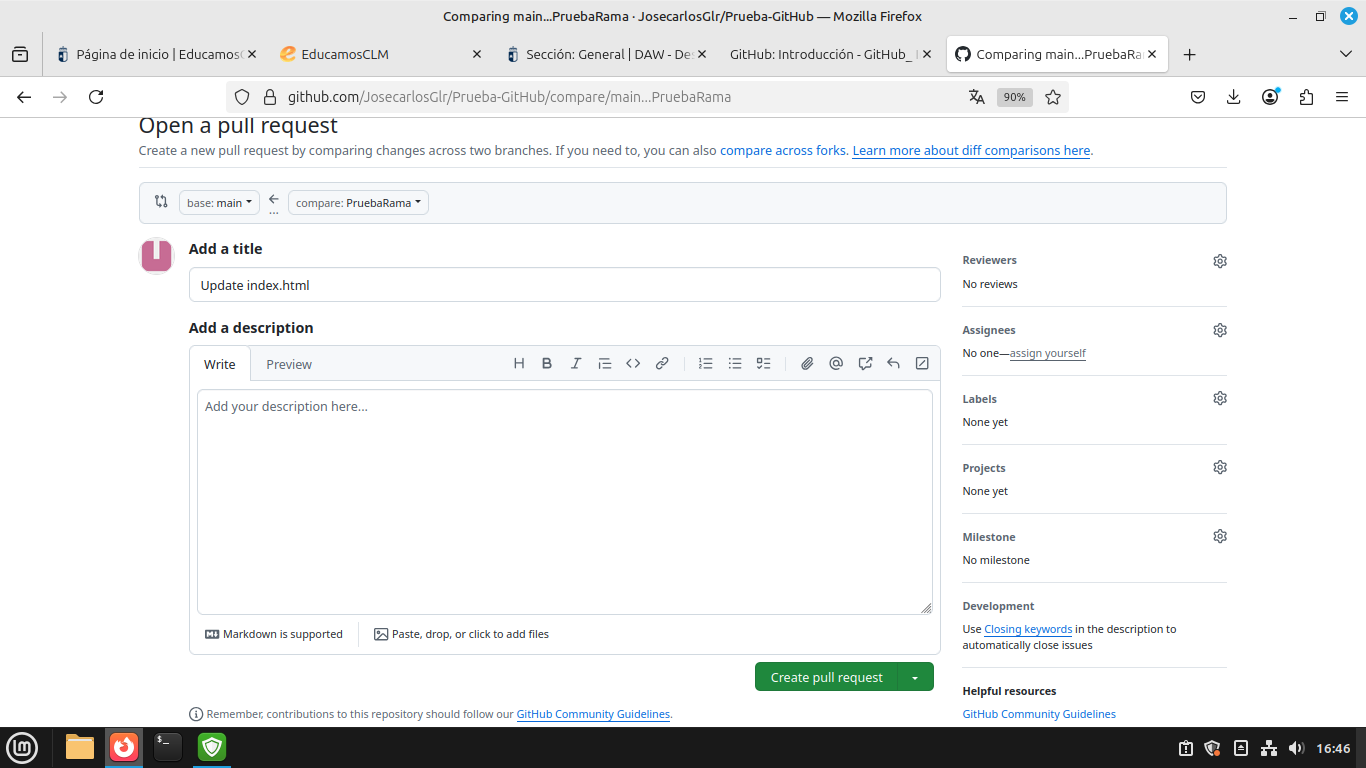 Comparing main...PruebaRama · JosecarlosGlr/Prueba-GitHub — Mozilla Firefox
Página de inicio | Educamos
EducamosCLM
Sección: General | DAW - Des
GitHub: Introducción - GitHub_
Comparing main...PruebaRa
github.com/JosecarlosGlr/Prueba-GitHub/compare/main...PruebaRama
90%
Open a pull request
Create a new pull request by comparing changes across two branches. If you need to, you can also compare across forks. Learn more about diff comparisons here.
base: main
...
compare: PruebaRama
Add a title
Update index.html
Add a description
Write
Preview
Add your description here...
Markdown is supported
Paste, drop, or click to add files
Create pull request
Remember, contributions to this repository should follow our GitHub Community Guidelines.
Reviewers
No reviews
Assignees
No one—assign yourself
Labels
None yet
Projects
None yet
Milestone
No milestone
Development
Use Closing keywords in the description to
automatically close issues
Helpful resources
GitHub Community Guidelines
16:46